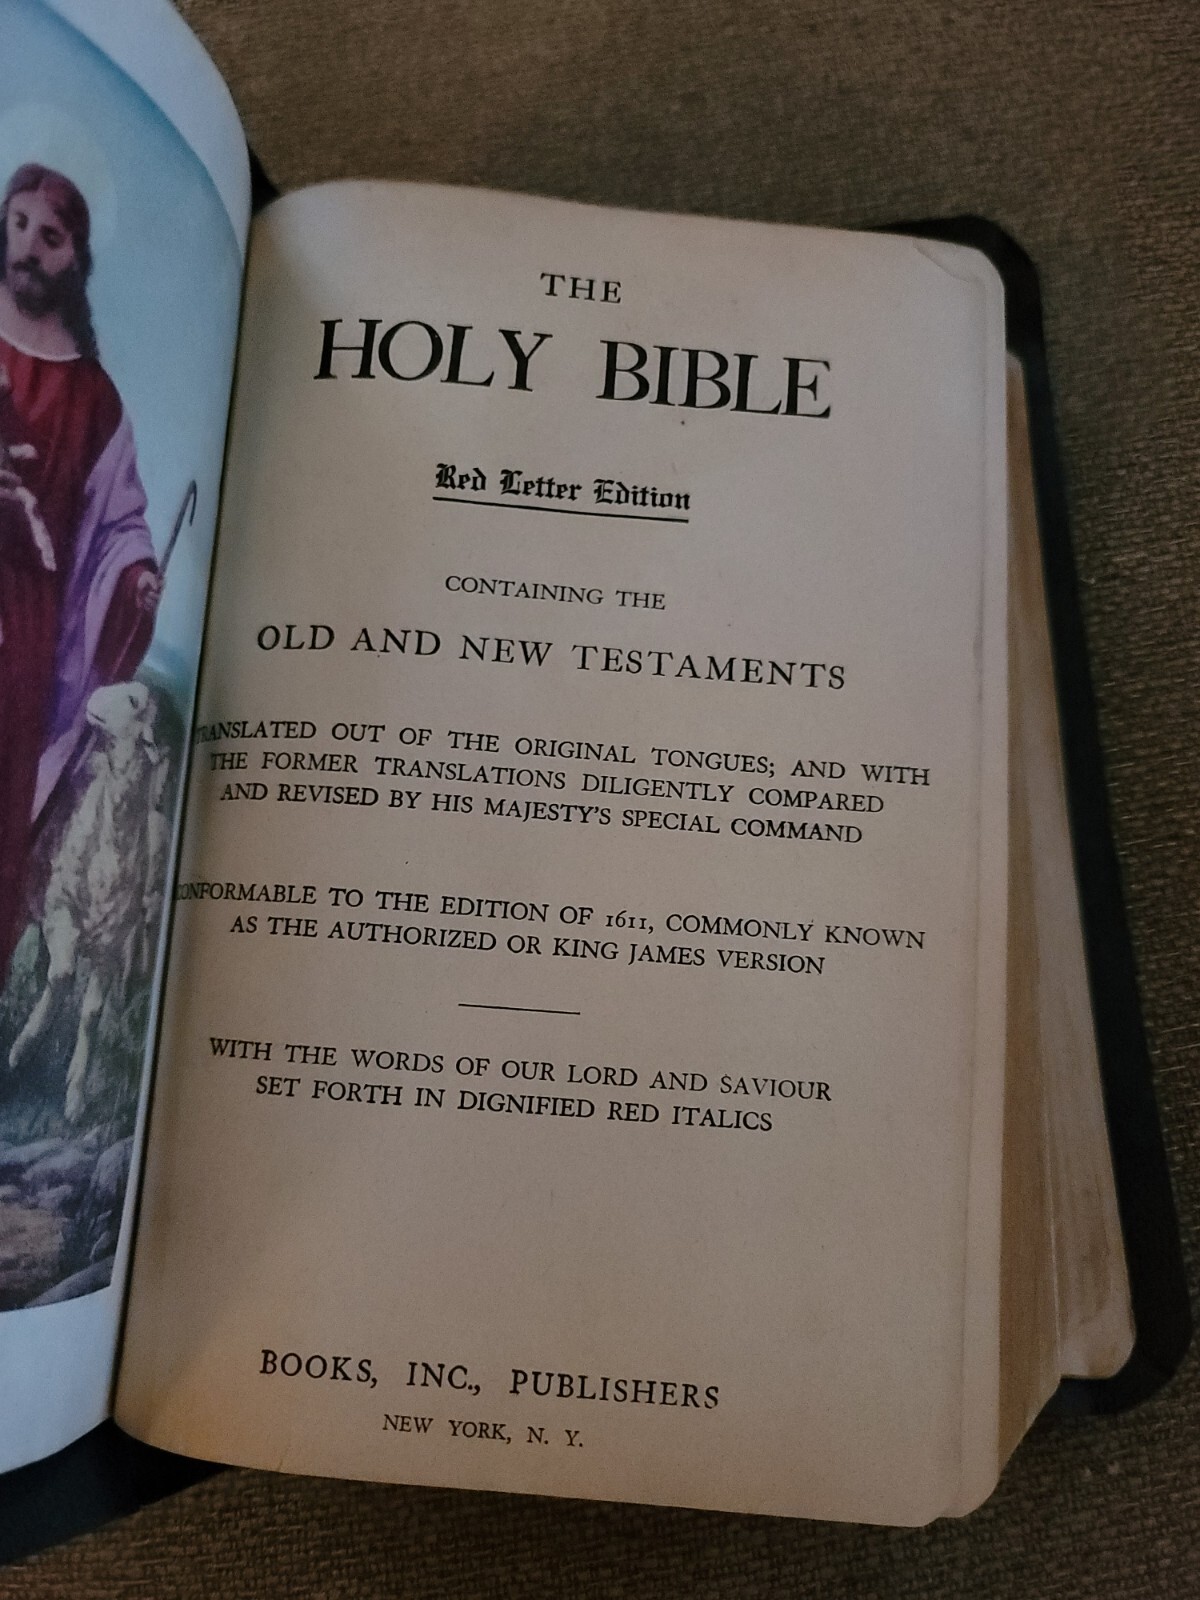 THE
HOLY BIBLE
Red Letter Edition
CONTAINING THE
OLD AND NEW TESTAMENTS
TRANSLATED OUT OF THE ORIGINAL TONGUES; AND WITH
THE FORMER TRANSLATIONS DILIGENTLY COMPARED
AND REVISED BY HIS MAJESTY'S SPECIAL COMMAND
CONFORMABLE TO THE EDITION OF 1611, COMMONLY KNOWN
AS THE AUTHORIZED OR KING JAMES VERSION
WITH THE WORDS OF OUR LORD AND SAVIOUR
SET FORTH IN DIGNIFIED RED ITALICS
BOOKS, INC., PUBLISHERS
NEW YORK, N. Y.